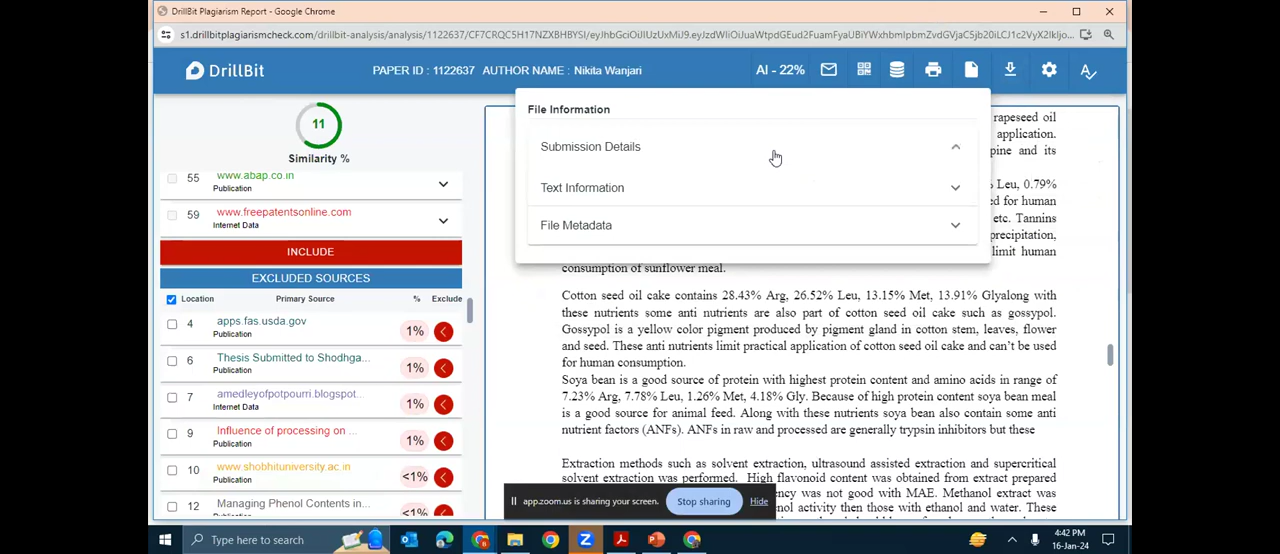 DrillBit Plagiarism Report - Google Chrome
DrillBit
PAPER ID : 1122637 AUTHOR NAME : Nikita Wanjari
AI - 22%
11
Similarity %
55 www.abap.co.in
Publication
59 www.freepatentsonline.com
Internet Data
INCLUDE
EXCLUDED SOURCES
Location Primary Source % Exclude
4 apps.fas.usda.gov 1%
Publication
6 Thesis Submitted to Shodhga... 1%
Publication
7 amedleyofpotpourri.blogspot... 1%
Internet Data
9 Influence of processing on ... 1%
Publication
10 www.shobhituniversity.ac.in <1%
Publication
12 Managing Phenol Contents in... <1%
Publication
File Information
Submission Details
Text Information
File Metadata
rapeseed oil
application.
pine and its
% Leu, 0.79%
ed for human
etc. Tannins
precipitation,
limit human
consumption of sunflower meal.
Cotton seed oil cake contains 28.43% Arg, 26.52% Leu, 13.15% Met, 13.91% Glyalong with
these nutrients some anti nutrients are also part of cotton seed oil cake such as gossypol.
Gossypol is a yellow color pigment produced by pigment gland in cotton stem, leaves, flower
and seed. These anti nutrients limit practical application of cotton seed oil cake and can't be used
for human consumption.
Soya bean is a good source of protein with highest protein content and amino acids in range of
7.23% Arg, 7.78% Leu, 1.26% Met, 4.18% Gly. Because of high protein content soya bean meal
is a good source for animal feed. Along with these nutrients soya bean also contain some anti
nutrient factors (ANFs). ANFs in raw and processed are generally trypsin inhibitors but these
Extraction methods such as solvent extraction, ultrasound assisted extraction and supercritical
solvent extraction was performed. High flavonoid content was obtained from extract prepared
ency was not good with MAE. Methanol extract was
nol activity then those with ethanol and water. These
app.zoom.us is sharing your screen. Stop sharing Hide
Type here to search
4:42 PM
16-Jan-24